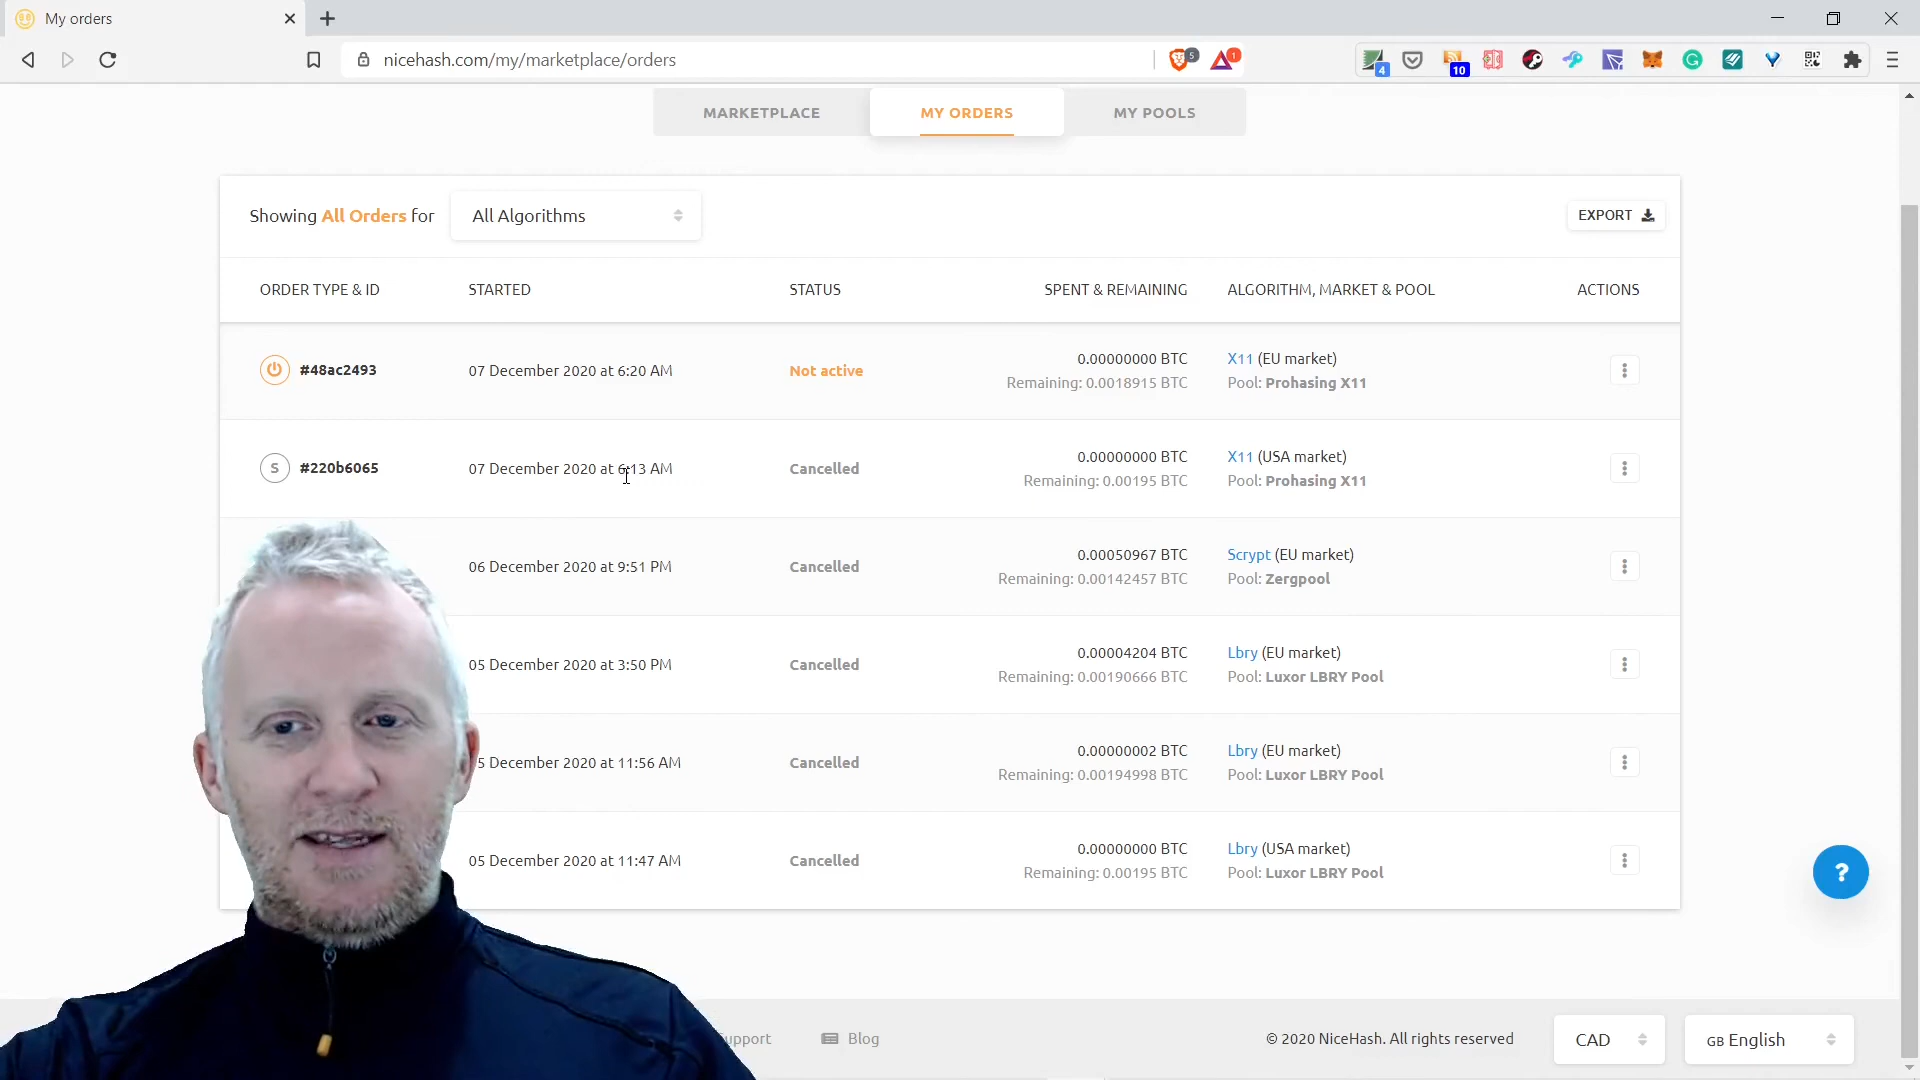 My orders
nicehash.com/my/marketplace/orders
5
1
4
10
MARKETPLACE
MY ORDERS
MY POOLS
Showing All Orders for
All Algorithms
EXPORT
ORDER TYPE & ID
STARTED
STATUS
SPENT & REMAINING
ALGORITHM, MARKET & POOL
ACTIONS
#48ac2493
07 December 2020 at 6:20 AM
Not active
0.00000000 BTC
Remaining: 0.0018915 BTC
X11 (EU market)
Pool: Prohasing X11
S
#220b6065
07 December 2020 at 6:13 AM
Cancelled
0.00000000 BTC
Remaining: 0.00195 BTC
X11 (USA market)
Pool: Prohasing X11
06 December 2020 at 9:51 PM
Cancelled
0.00050967 BTC
Remaining: 0.00142457 BTC
Scrypt (EU market)
Pool: Zergpool
05 December 2020 at 3:50 PM
Cancelled
0.00004204 BTC
Remaining: 0.00190666 BTC
Lbry (EU market)
Pool: Luxor LBRY Pool
5 December 2020 at 11:56 AM
Cancelled
0.00000002 BTC
Remaining: 0.00194998 BTC
Lbry (EU market)
Pool: Luxor LBRY Pool
05 December 2020 at 11:47 AM
Cancelled
0.00000000 BTC
Remaining: 0.00195 BTC
Lbry (USA market)
Pool: Luxor LBRY Pool
?
upport
Blog
© 2020 NiceHash. All rights reserved
CAD
GB English